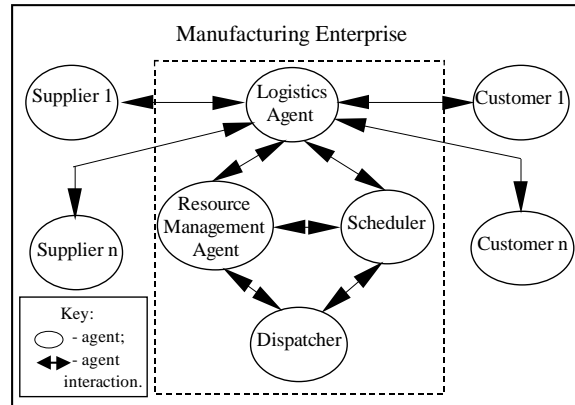 Manufacturing Enterprise
Supplier 1
Logistics
Agent
Customer 1
Resource
Management
Agent
Scheduler
Supplier n
Customer n
Dispatcher
Key:
- agent;
- agent
interaction.